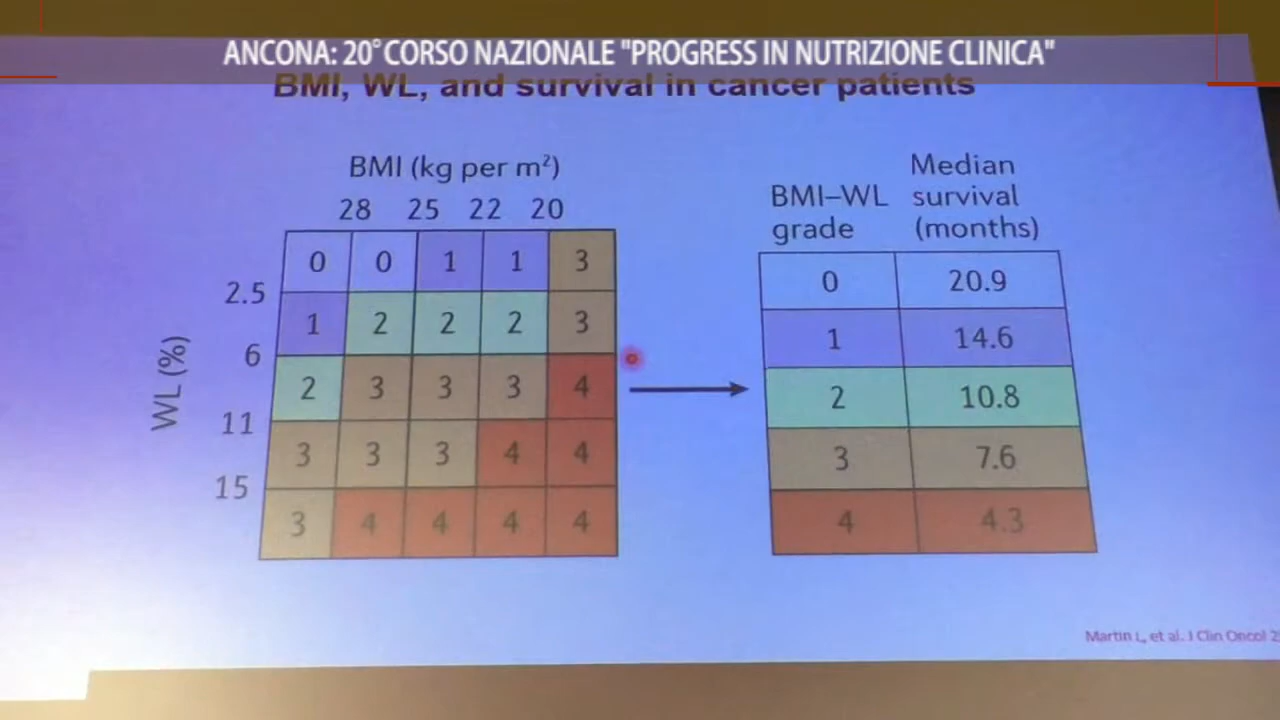 ANCONA: 20° CORSO NAZIONALE "PROGRESS IN NUTRIZIONE CLINICA"
BMI, WL, and survival in cancer patients
BMI (kg per m²)
28 25 22 20
WL (%)
0 0 1 1 3
2.5
1 2 2 2 3
6
2 3 3 3 4
11
3 3 3 4 4
15
3 4 4 4 4
BMI–WL grade
Median survival (months)
0 20.9
1 14.6
2 10.8
3 7.6
4 4.3
Martin L, et al. J Clin Oncol 2